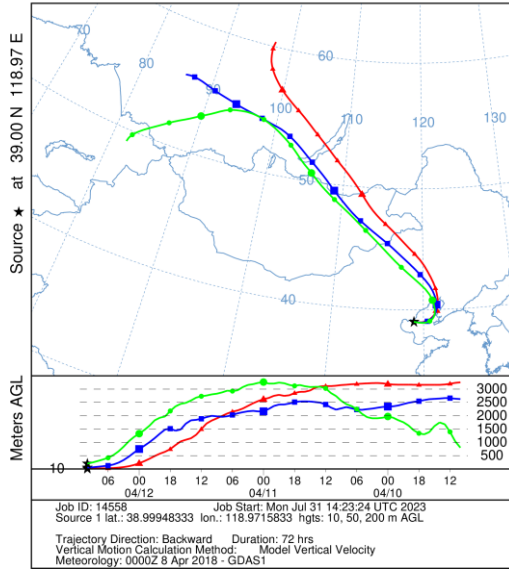 70
80
90
100
110
120
130
60
50
40
Source ★ at 39.00 N 118.97 E
Meters AGL
3000
2500
2000
1500
1000
500
10
06 00 18 12 06 00 18 12 06 00 18 12
04/12 04/11 04/10
Job ID: 14558 Job Start: Mon Jul 31 14:23:24 UTC 2023
Source 1 lat.: 38.99948333 lon.: 118.9715833 hgts: 10, 50, 200 m AGL
Trajectory Direction: Backward Duration: 72 hrs
Vertical Motion Calculation Method: Model Vertical Velocity
Meteorology: 0000Z 8 Apr 2018 - GDAS1